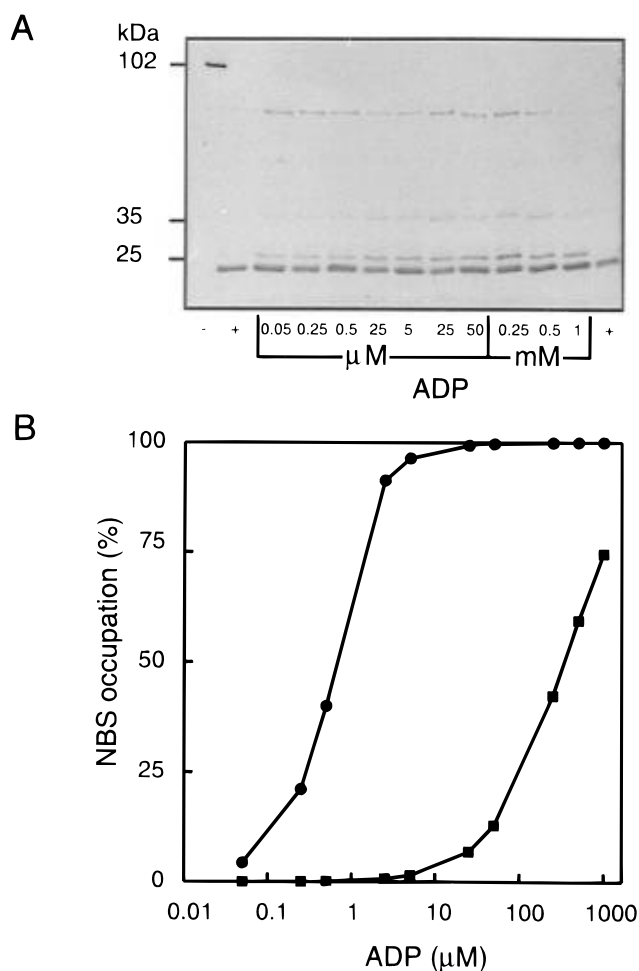 A
kDa
102
35
25
- + 0.05 0.25 0.5 25 5 25 50 0.25 0.5 1 +
μM mM
ADP
B
100
75
50
25
0
NBS occupation (%)
0.01 0.1 1 10 100 1000
ADP (μM)